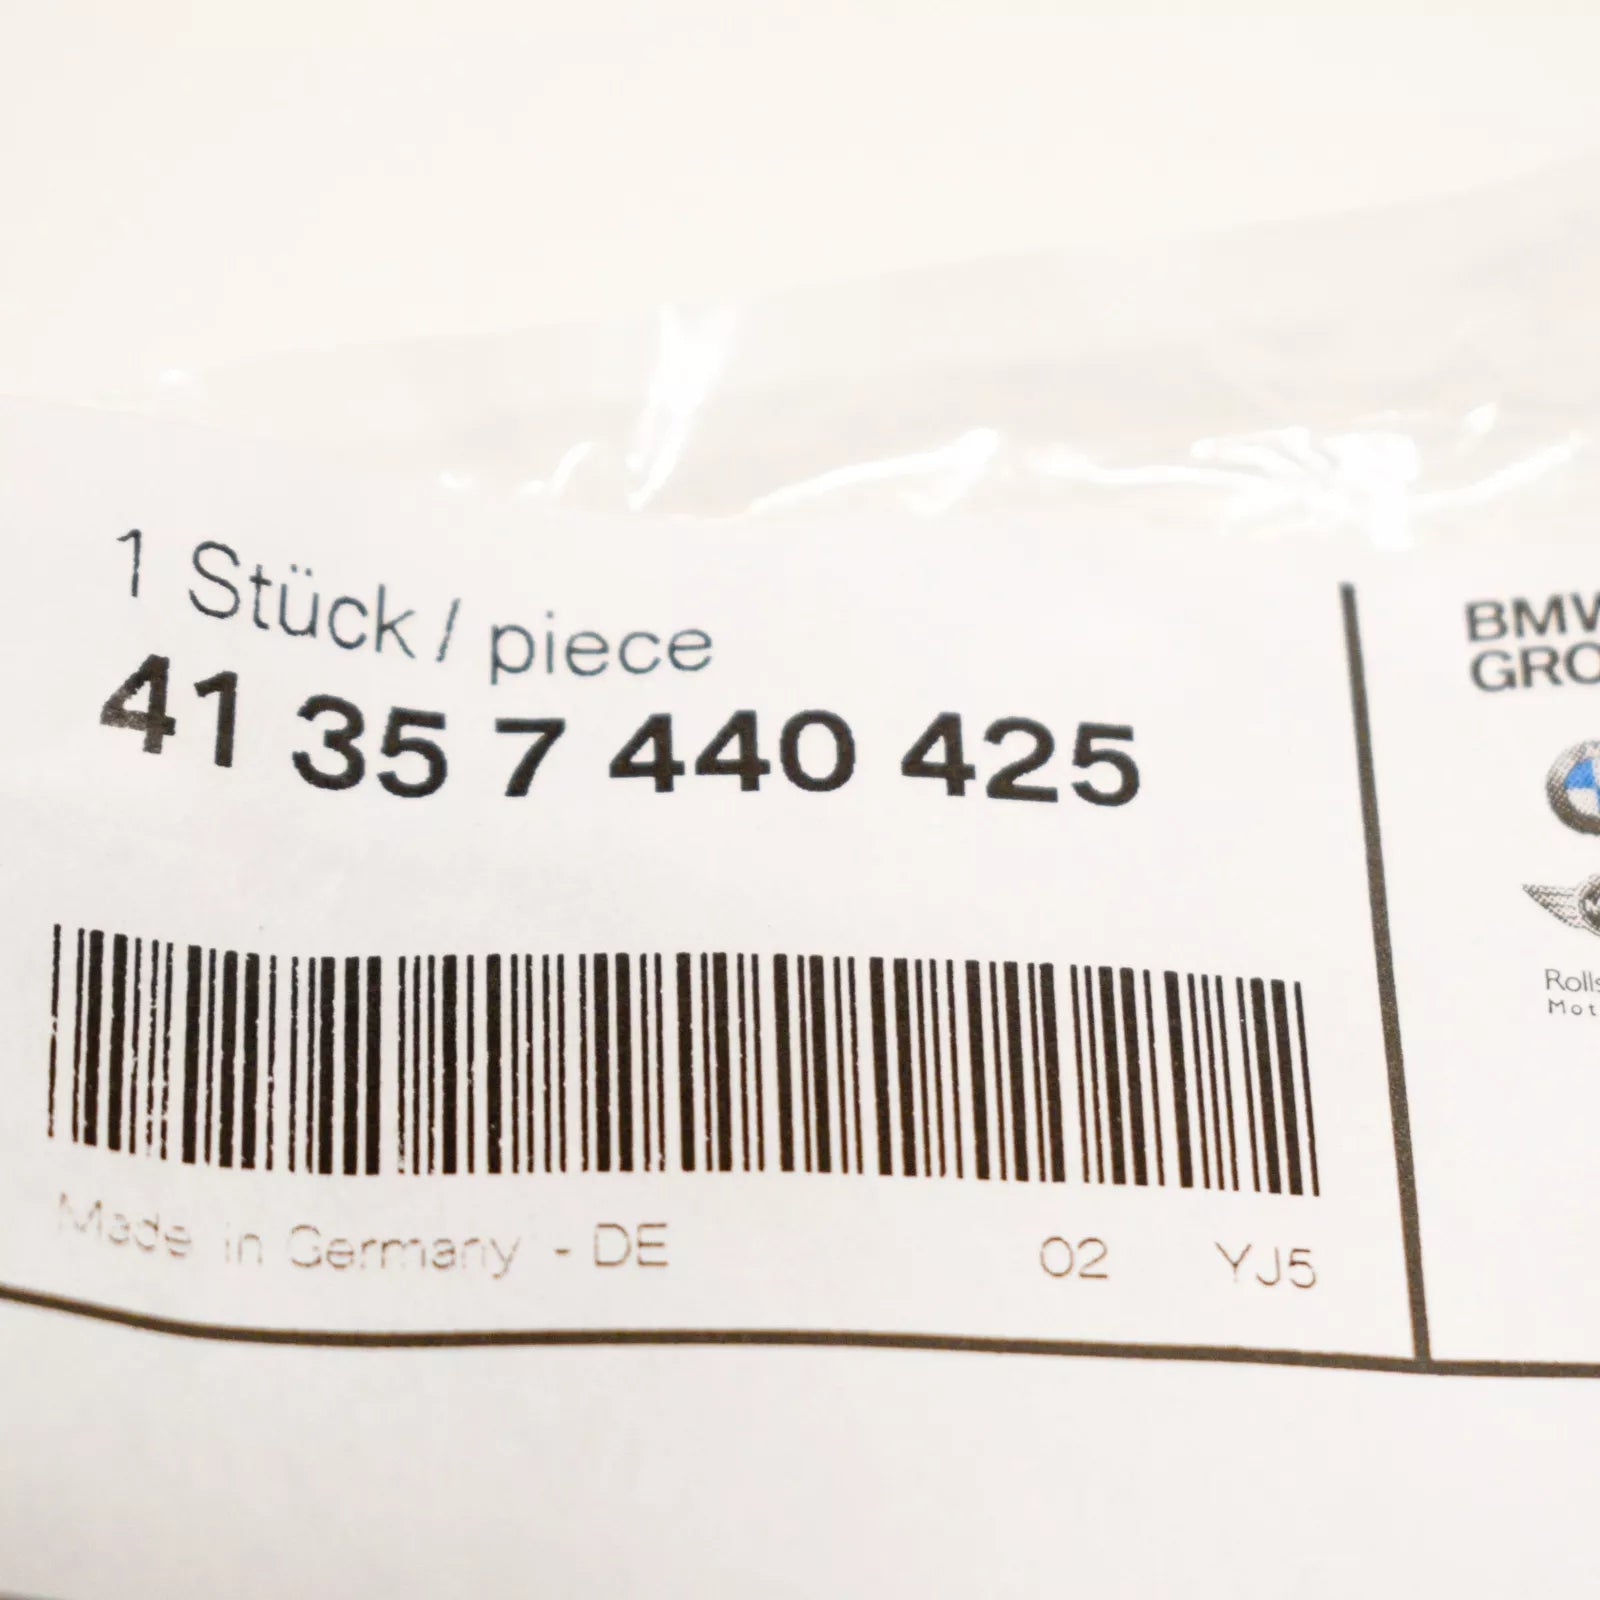 1 Stück / piece
41 35 7 440 425
Made in Germany - DE 02 YJ5
BMW
GRO
Rolls
Mot